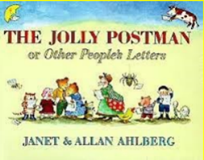 THE JOLLY POSTMAN
or Other People's Letters
JANET & ALLAN AHLBERG